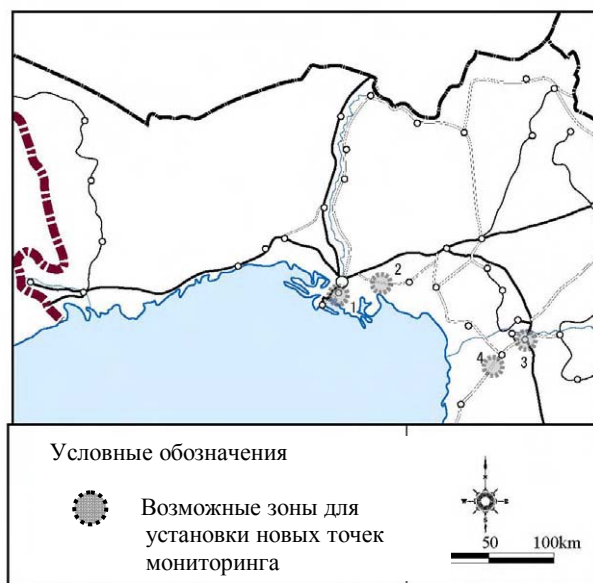 2
1
4
3
Условные обозначения
Возможные зоны для
установки новых точек
мониторинга
50 100km